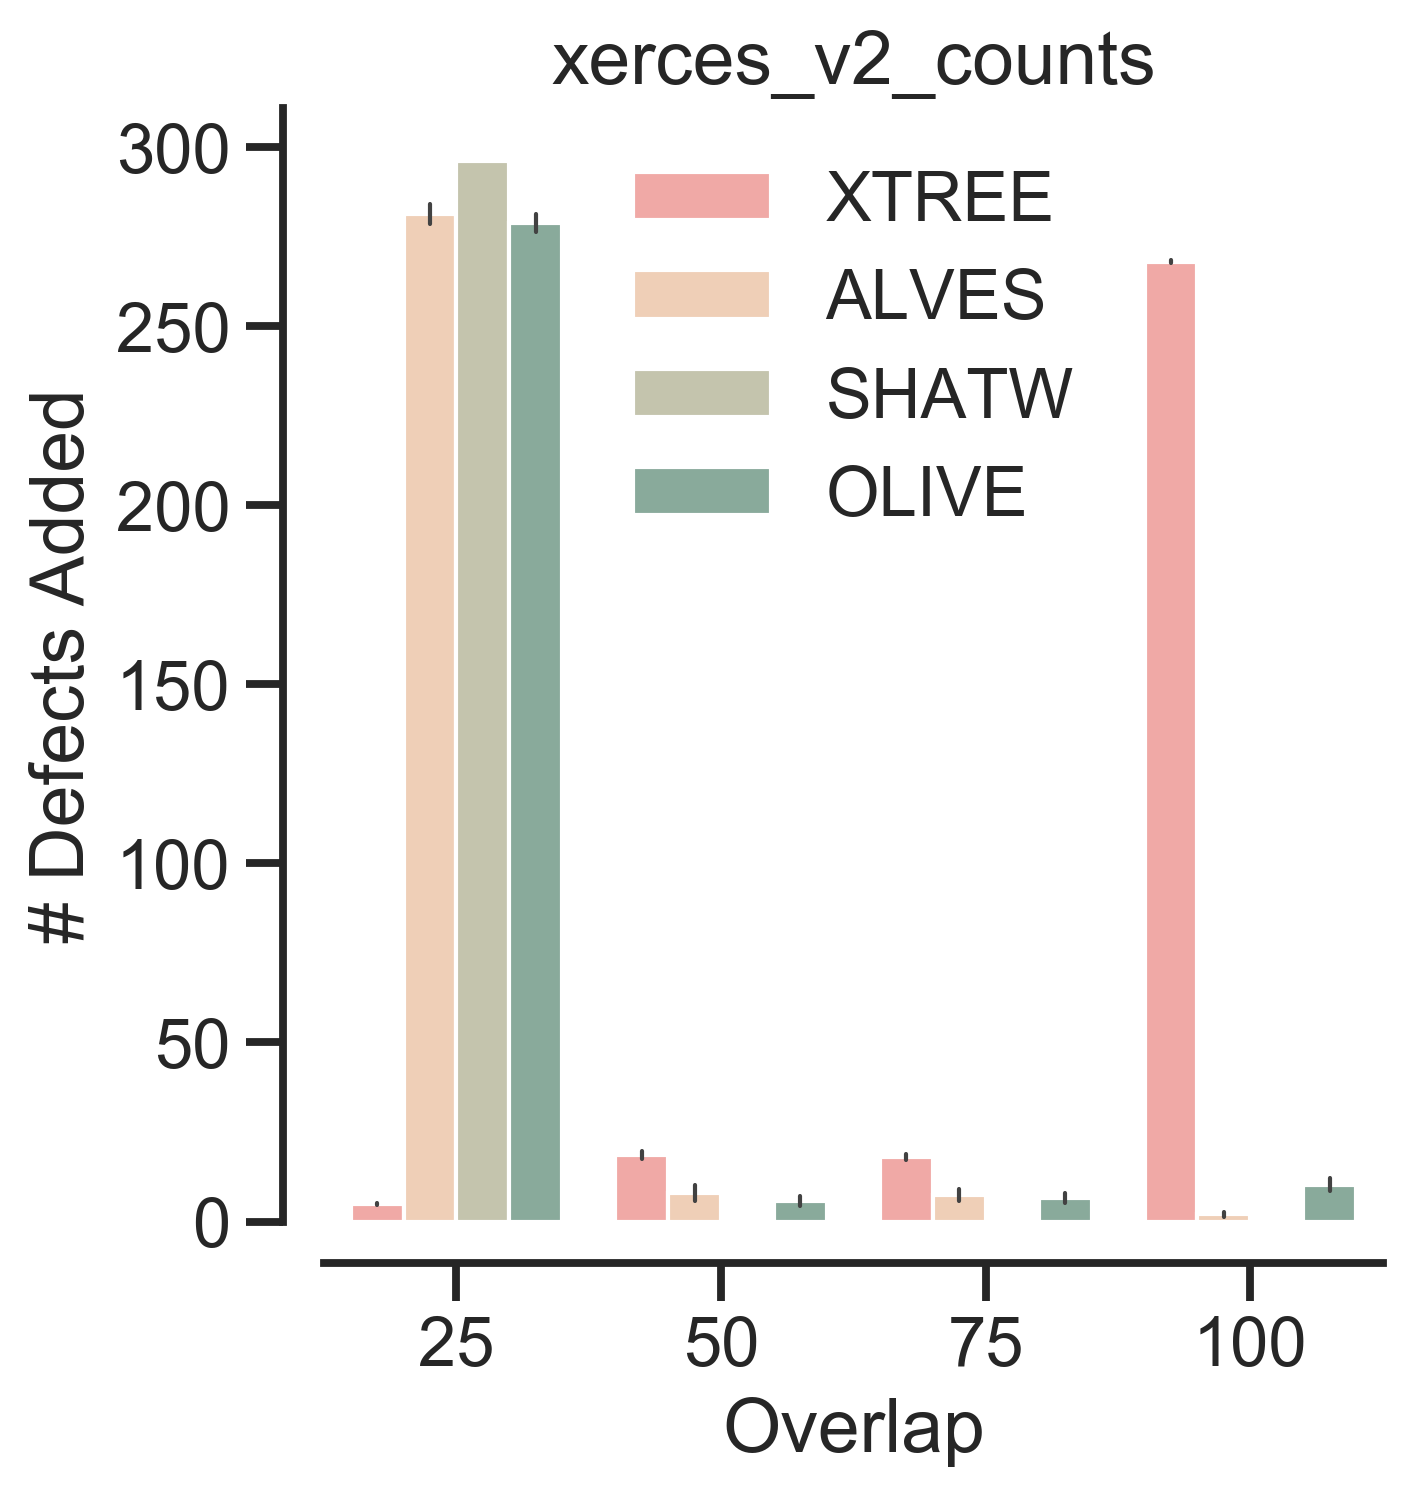 xerces_v2_counts
300
250
200
150
100
50
0
# Defects Added
XTREE
ALVES
SHATW
OLIVE
25 50 75 100
Overlap